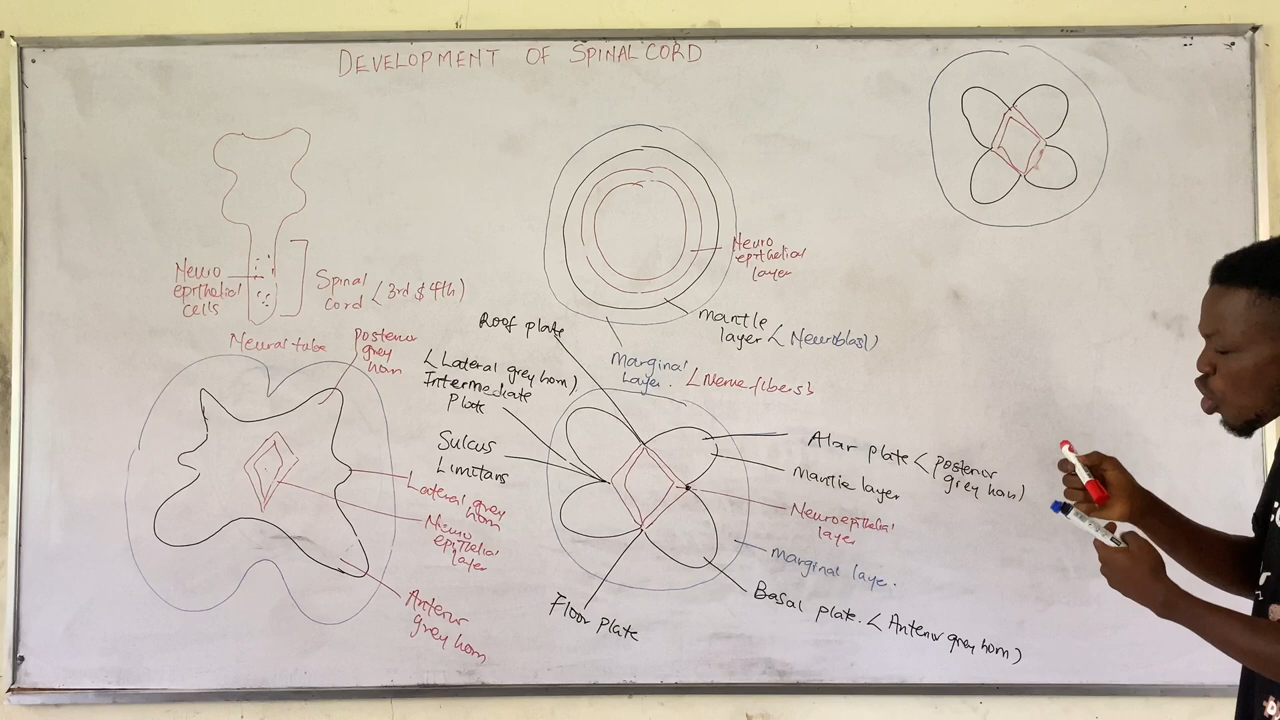 DEVELOPMENT OF SPINAL CORD
Neuro
epithelial
cells
Spinal
cord (3rd & 4th)
Neural tube
Neuro
epithelial
layer
Mantle
layer (Neuroblast)
Marginal
Layer. (Nerve fibers)
Posterior
grey
horn
Lateral grey
horn
Neuro
epithelial
layer
Anterior
grey horn
Roof plate
(Lateral grey horn)
Intermediate
Plate
Sulcus
Limitans
Floor plate
Alar plate (Posterior
grey horn)
Mantle layer
Neuroepithelial
layer
Marginal laye.
Basal plate. (Anterior grey horn)